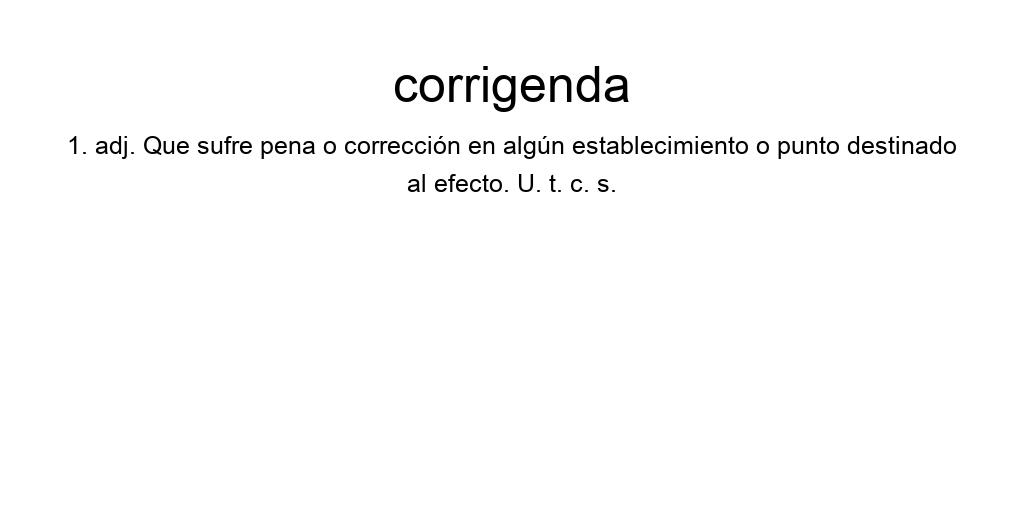 corrigenda
1. adj. Que sufre pena o corrección en algún establecimiento o punto destinado
al efecto. U. t. c. s.